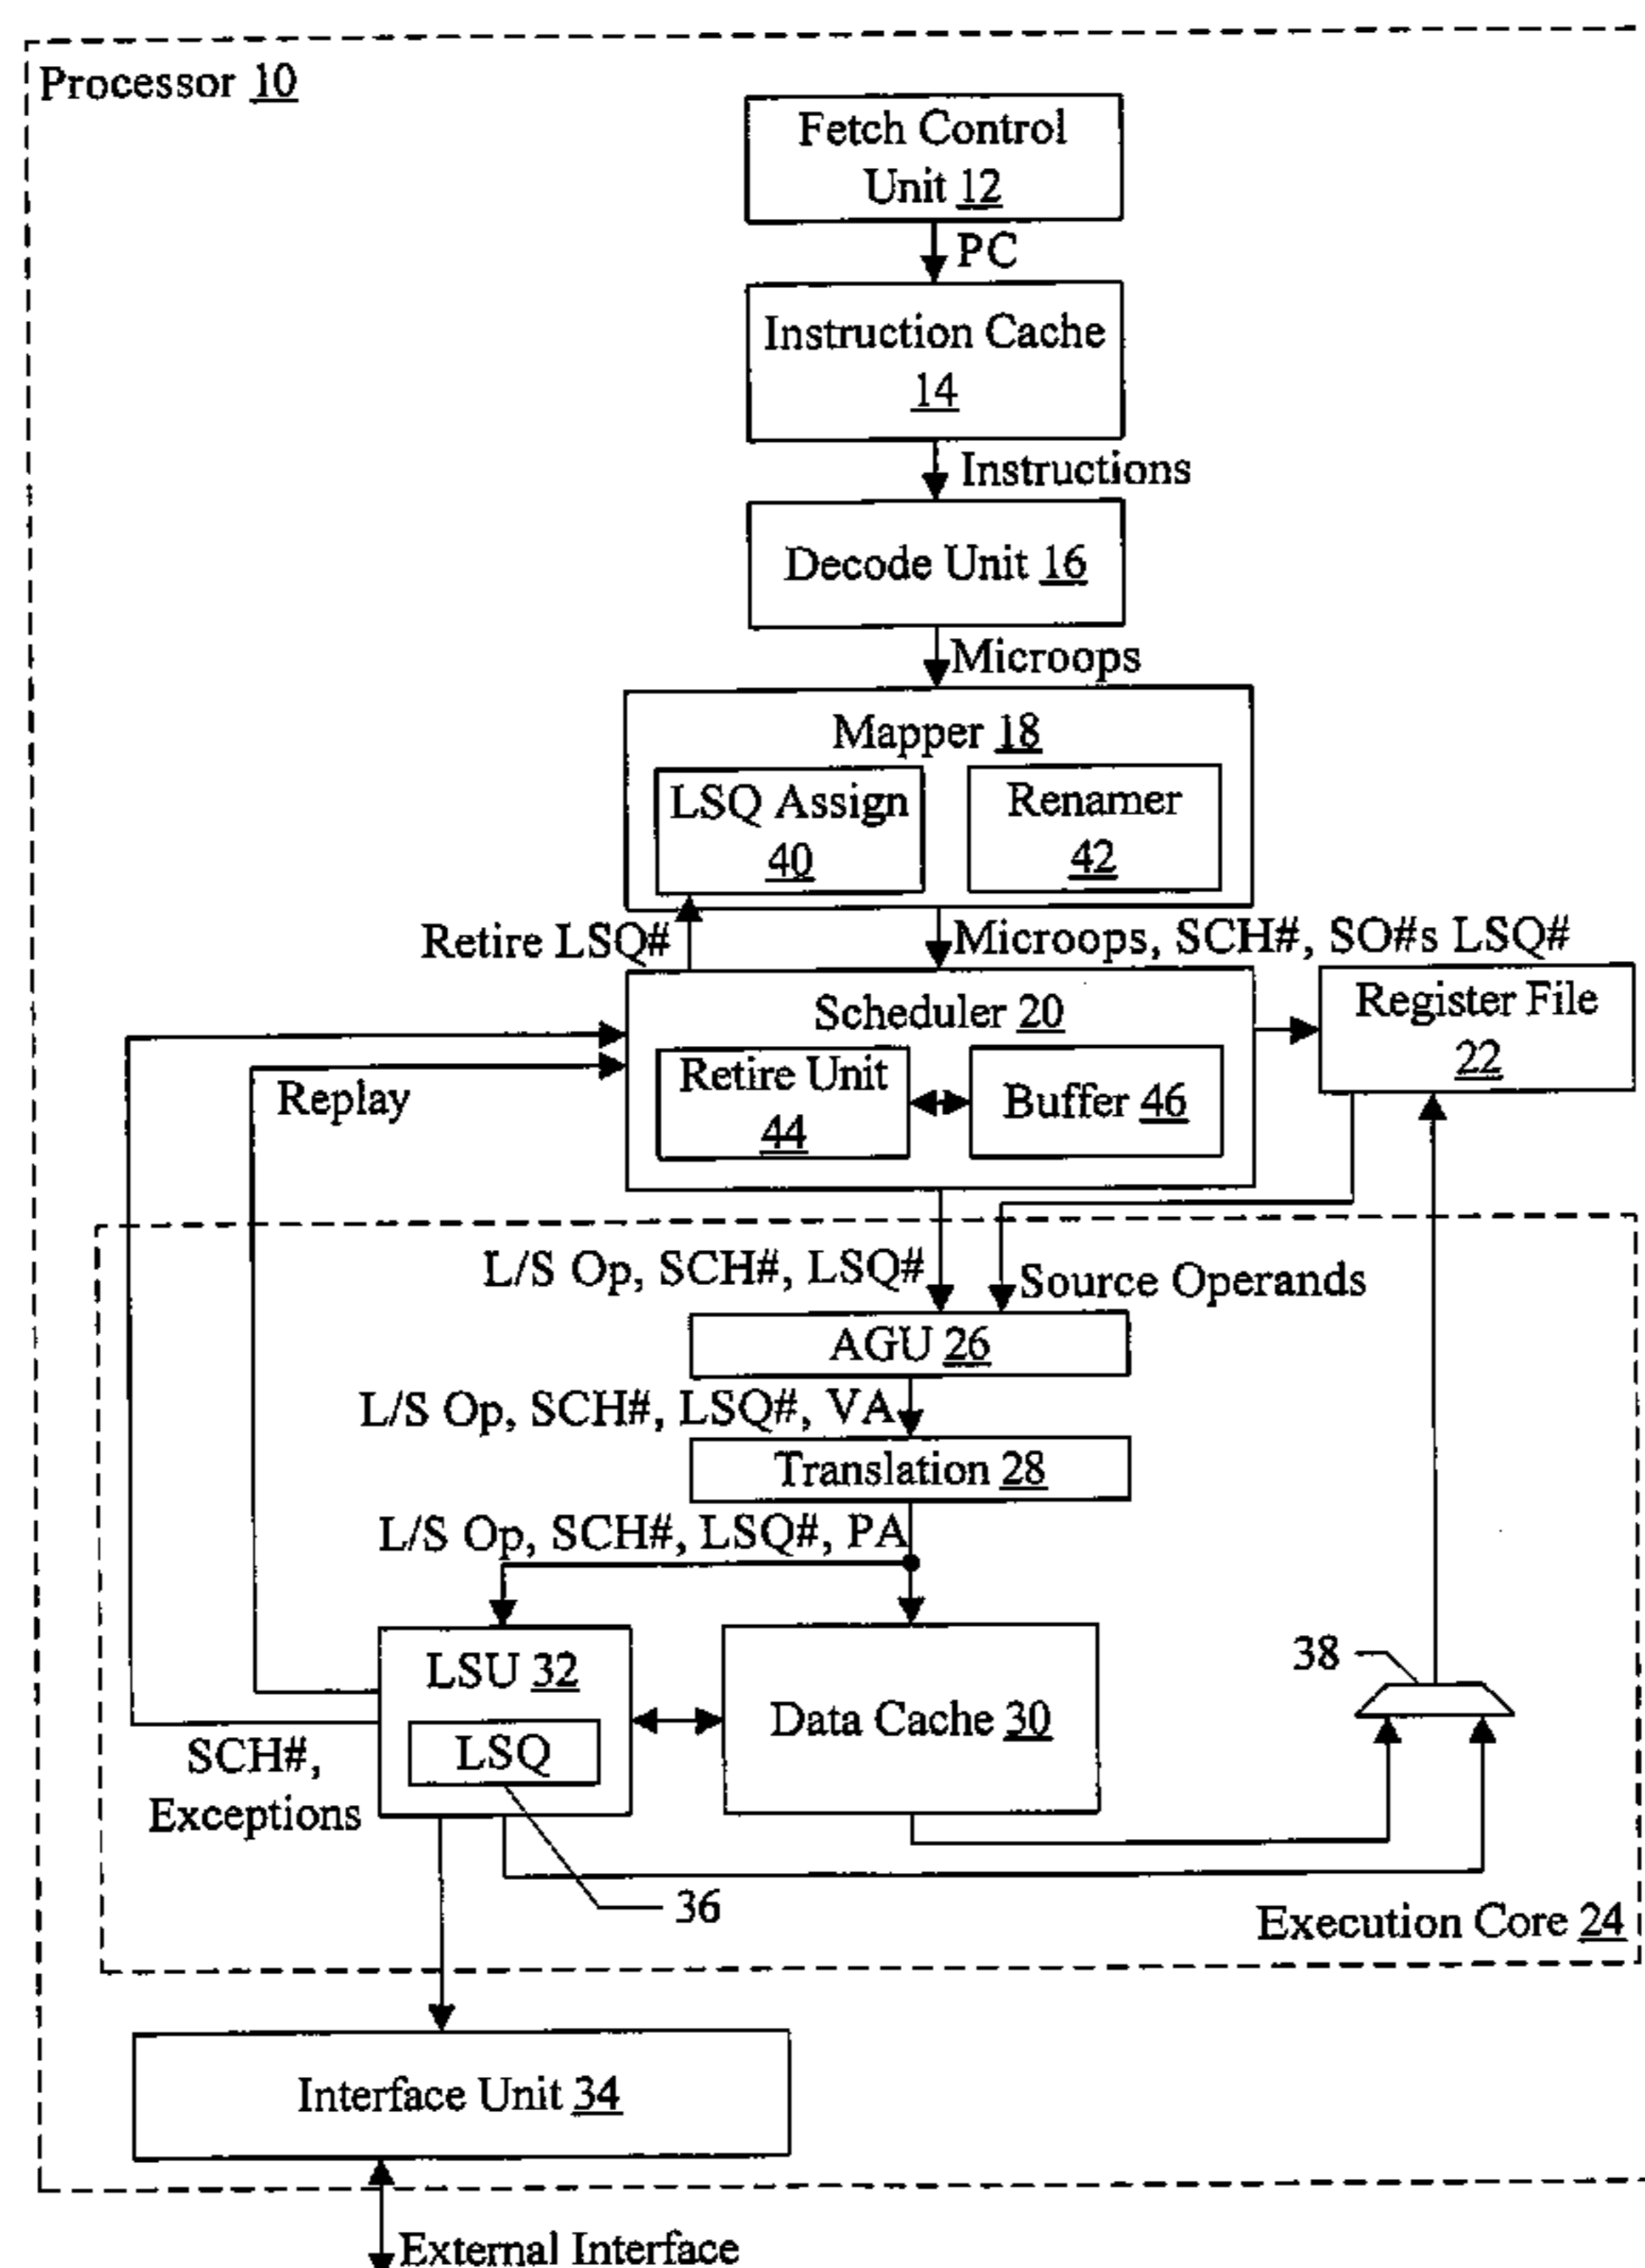 Processor 10
Fetch Control
Unit 12
PC
Instruction Cache
14
Instructions
Decode Unit 16
Microops
Mapper 18
LSQ Assign
40
Renamer
42
Retire LSQ#
Microops, SCH#, SO#s LSQ#
Scheduler 20
Retire Unit
44
Buffer 46
Register File
22
Replay
L/S Op, SCH#, LSQ#
Source Operands
AGU 26
L/S Op, SCH#, LSQ#, VA
Translation 28
L/S Op, SCH#, LSQ#, PA
LSU 32
LSQ
Data Cache 30
38
SCH#,
Exceptions
36
Execution Core 24
Interface Unit 34
External Interface